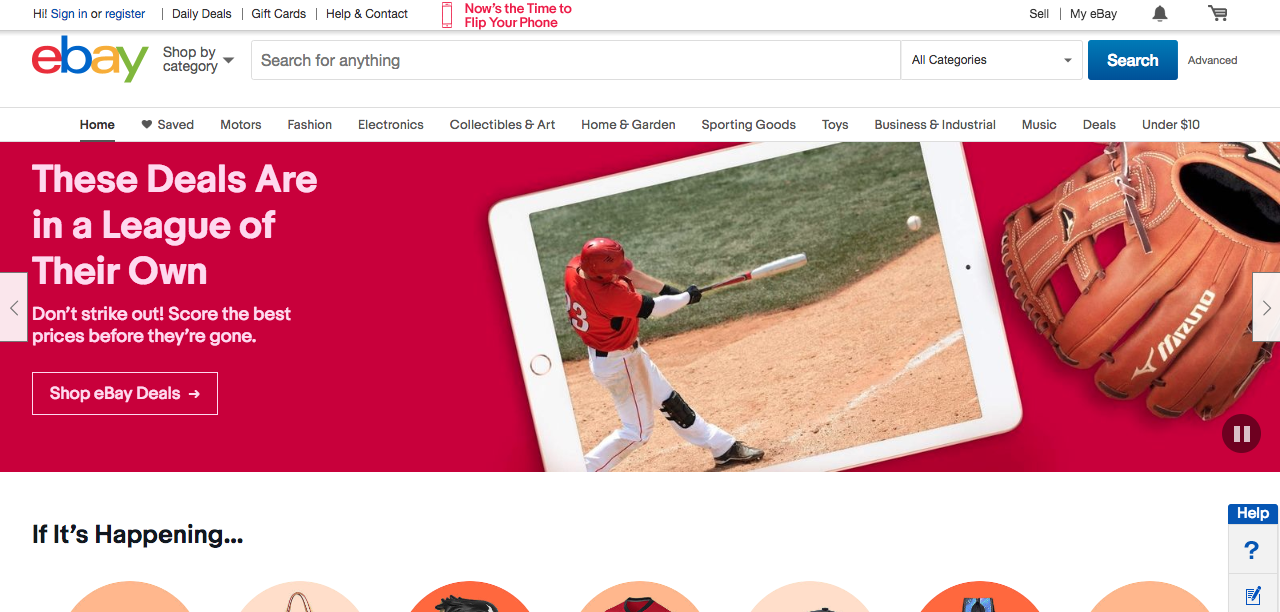 Hi! Sign in or register
Daily Deals
Gift Cards
Help & Contact
Now's the Time to
Flip Your Phone
Sell
My eBay
ebay
Shop by
category
Search for anything
All Categories
Search
Advanced
Home
Saved
Motors
Fashion
Electronics
Collectibles & Art
Home & Garden
Sporting Goods
Toys
Business & Industrial
Music
Deals
Under $10
These Deals Are
in a League of
Their Own
Don't strike out! Score the best
prices before they're gone.
Shop eBay Deals →
23
MIZUNO
If It's Happening...
Help
?